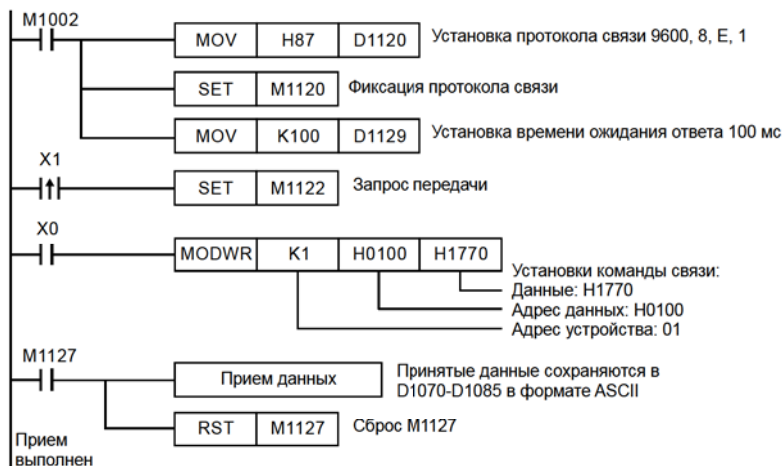 M1002
MOV H87 D1120 Установка протокола связи 9600, 8, E, 1
SET M1120 Фиксация протокола связи
MOV K100 D1129 Установка времени ожидания ответа 100 мс
X1
SET M1122 Запрос передачи
X0
MODWR K1 H0100 H1770
Установки команды связи:
Данные: H1770
Адрес данных: H0100
Адрес устройства: 01
M1127
Прием данных
Принятые данные сохраняются в
D1070-D1085 в формате ASCII
RST M1127 Сброс M1127
Прием
выполнен